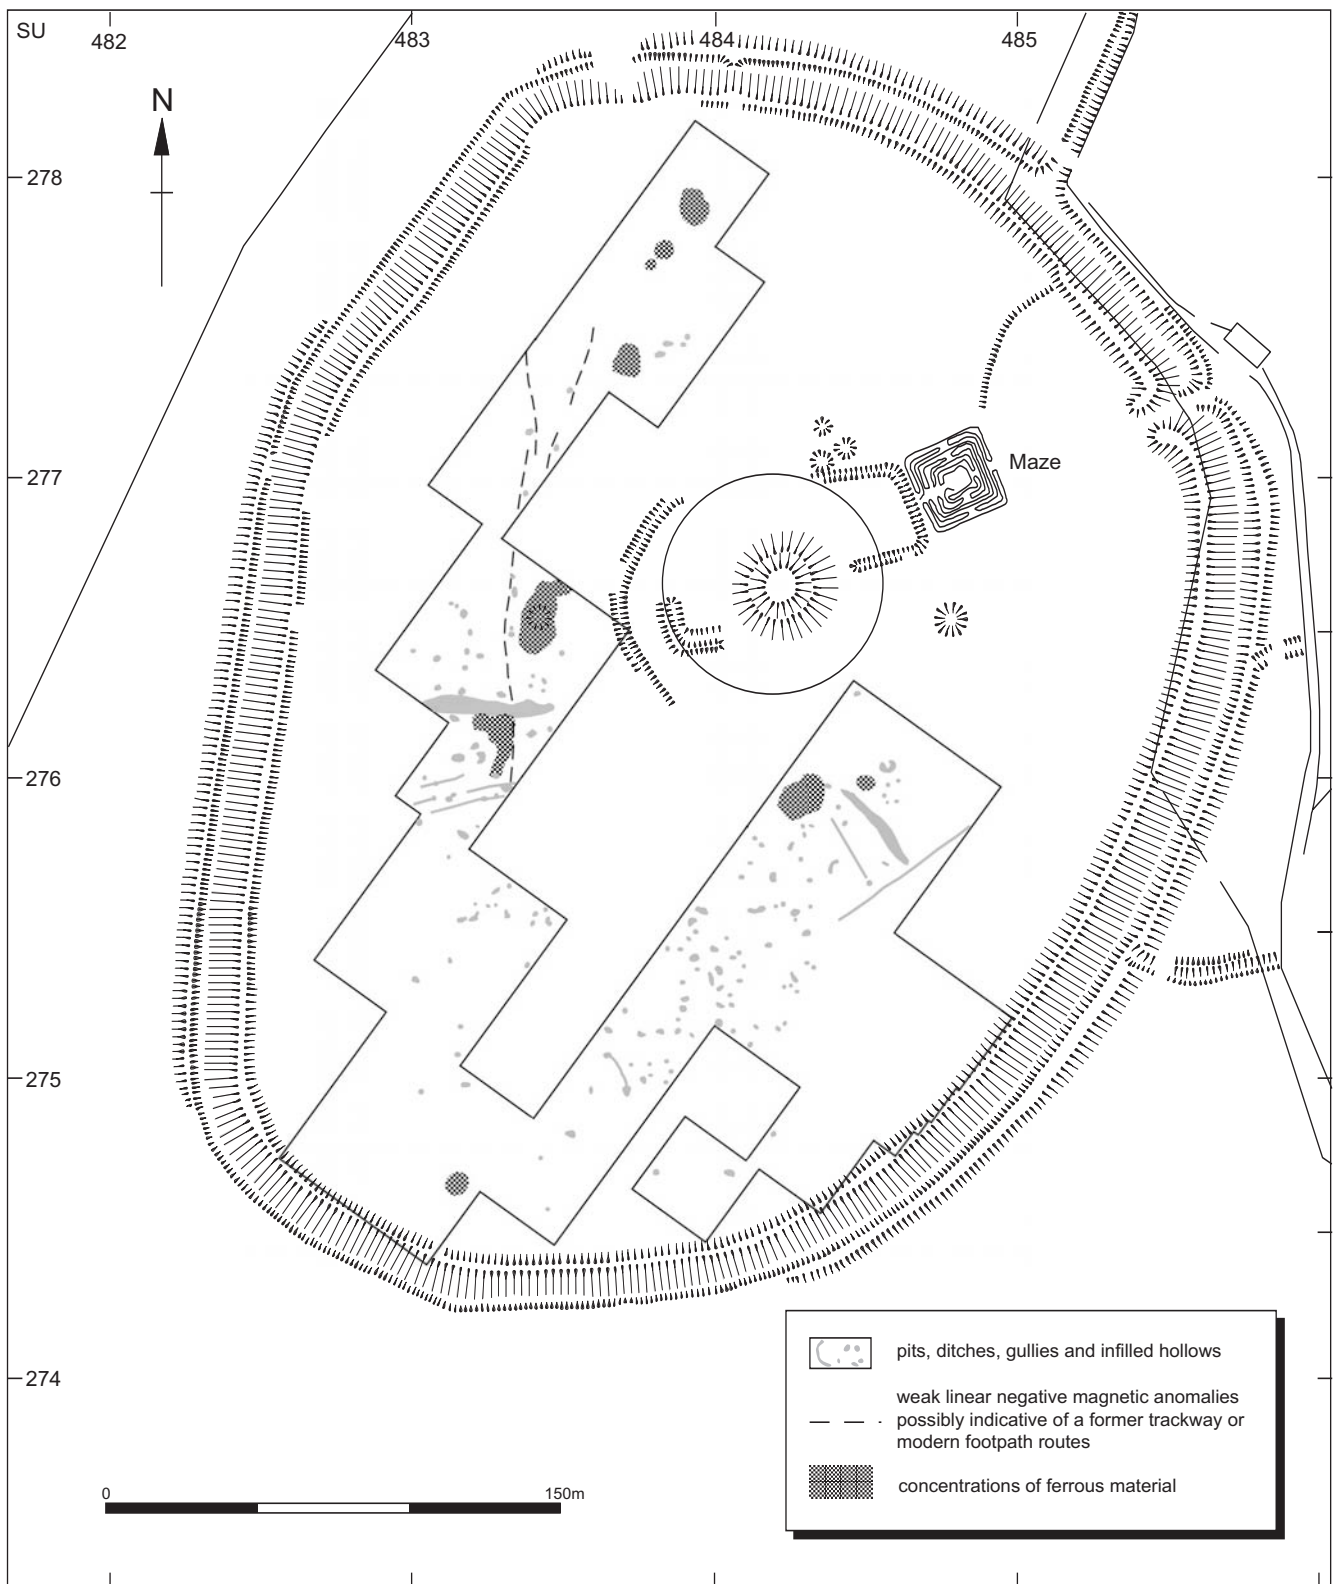 SU
482
483
484
485
N
278
277
Maze
276
275
274
pits, ditches, gullies and infilled hollows
weak linear negative magnetic anomalies
possibly indicative of a former trackway or
modern footpath routes
concentrations of ferrous material
0
150m